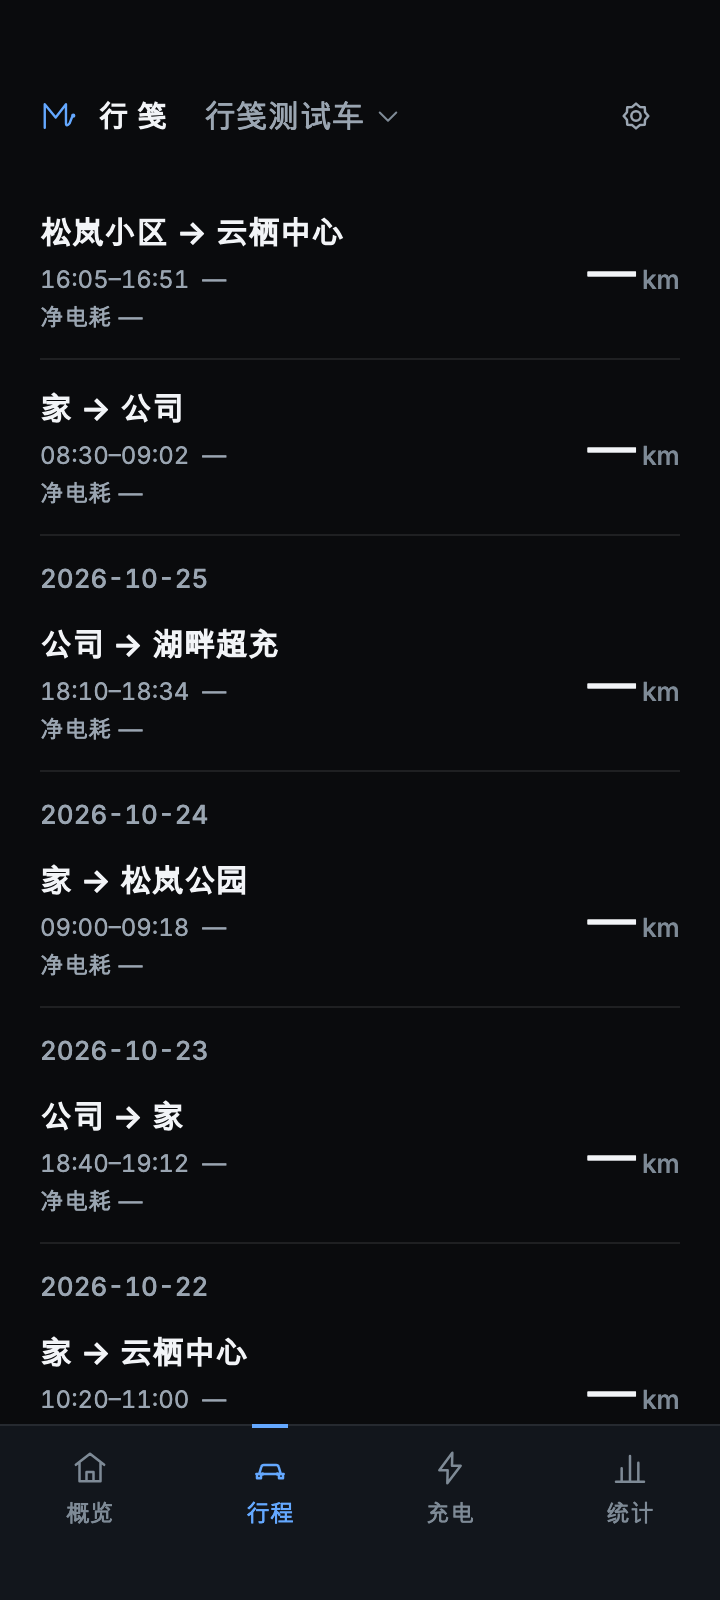 行笺 行笺测试车
松岚小区 → 云栖中心
16:05–16:51 —
— km
净电耗 —
家 → 公司
08:30–09:02 —
— km
净电耗 —
2026-10-25
公司 → 湖畔超充
18:10–18:34 —
— km
净电耗 —
2026-10-24
家 → 松岚公园
09:00–09:18 —
— km
净电耗 —
2026-10-23
公司 → 家
18:40–19:12 —
— km
净电耗 —
2026-10-22
家 → 云栖中心
10:20–11:00 —
— km
概览 行程 充电 统计